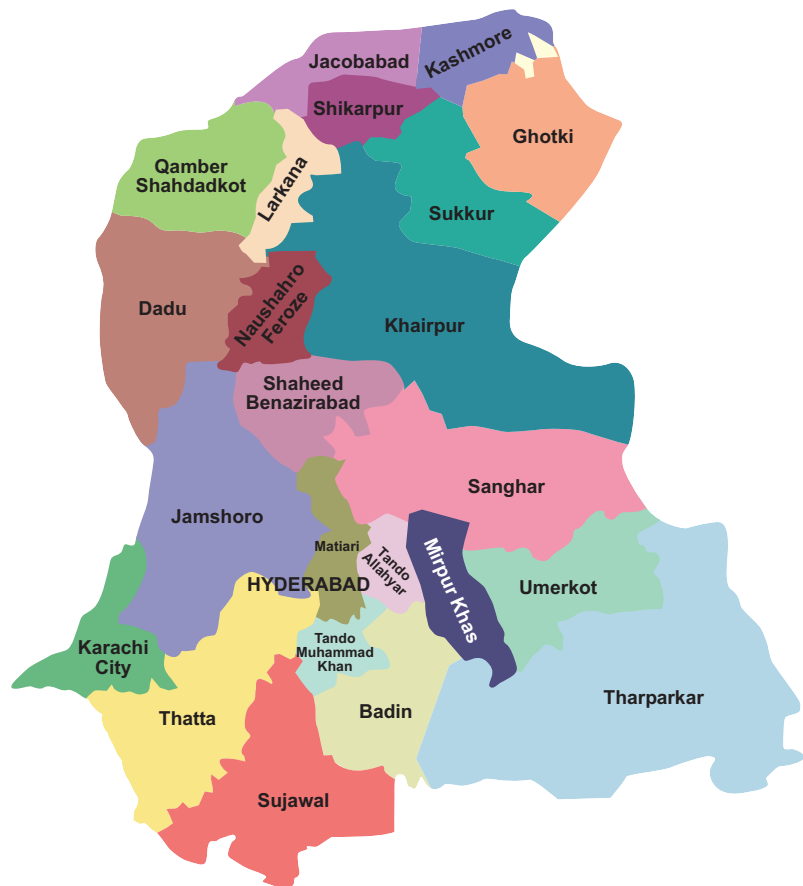 Kashmore
Jacobabad
Shikarpur
Ghotki
Qamber
Shahdadkot
Larkana
Sukkur
Dadu
Naushahro
Feroze
Khairpur
Shaheed
Benazirabad
Sanghar
Jamshoro
Matiari
Tando
Allahyar
Mirpur Khas
HYDERABAD
Umerkot
Karachi
City
Tando
Muhammad
Khan
Tharparkar
Thatta
Badin
Sujawal